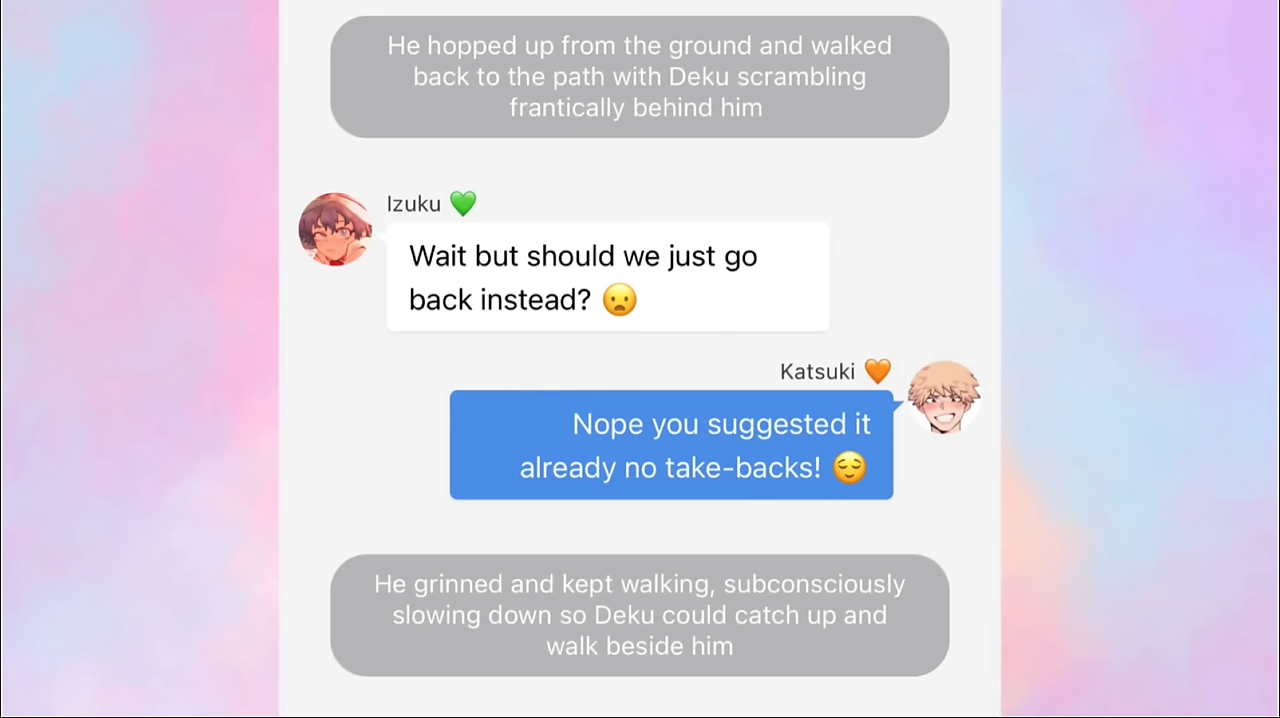 He hopped up from the ground and walked
back to the path with Deku scrambling
frantically behind him
Izuku 💚
Wait but should we just go
back instead? 😦
Katsuki 🧡
Nope you suggested it
already no take-backs! 😌
He grinned and kept walking, subconsciously
slowing down so Deku could catch up and
walk beside him